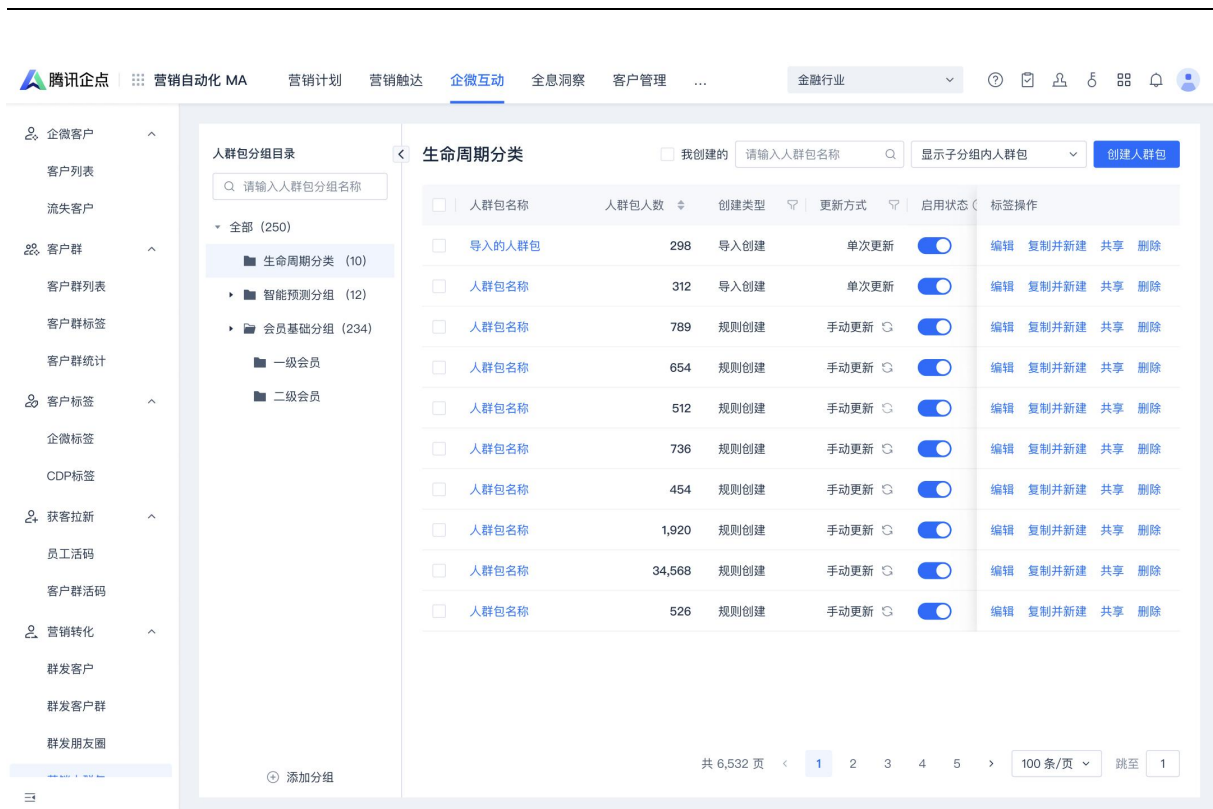 腾讯企点 营销自动化 MA 营销计划 营销触达 企微互动 全息洞察 客户管理 ... 金融行业
企微客户
客户列表
流失客户
客户群
客户群列表
客户群标签
客户群统计
客户标签
企微标签
CDP标签
获客拉新
员工活码
客户群活码
营销转化
群发客户
群发客户群
群发朋友圈
人群包分组目录
请输入人群包分组名称
全部 (250)
生命周期分类 (10)
智能预测分组 (12)
会员基础分组 (234)
一级会员
二级会员
添加分组
生命周期分类 我创建的 请输入人群包名称 显示子分组内人群包 创建人群包
人群包名称 人群包人数 创建类型 更新方式 启用状态 标签操作
导入的人群包 298 导入创建 单次更新 编辑 复制并新建 共享 删除
人群包名称 312 导入创建 单次更新 编辑 复制并新建 共享 删除
人群包名称 789 规则创建 手动更新 编辑 复制并新建 共享 删除
人群包名称 654 规则创建 手动更新 编辑 复制并新建 共享 删除
人群包名称 512 规则创建 手动更新 编辑 复制并新建 共享 删除
人群包名称 736 规则创建 手动更新 编辑 复制并新建 共享 删除
人群包名称 454 规则创建 手动更新 编辑 复制并新建 共享 删除
人群包名称 1,920 规则创建 手动更新 编辑 复制并新建 共享 删除
人群包名称 34,568 规则创建 手动更新 编辑 复制并新建 共享 删除
人群包名称 526 规则创建 手动更新 编辑 复制并新建 共享 删除
共 6,532 页 < 1 2 3 4 5 > 100 条/页 跳至 1